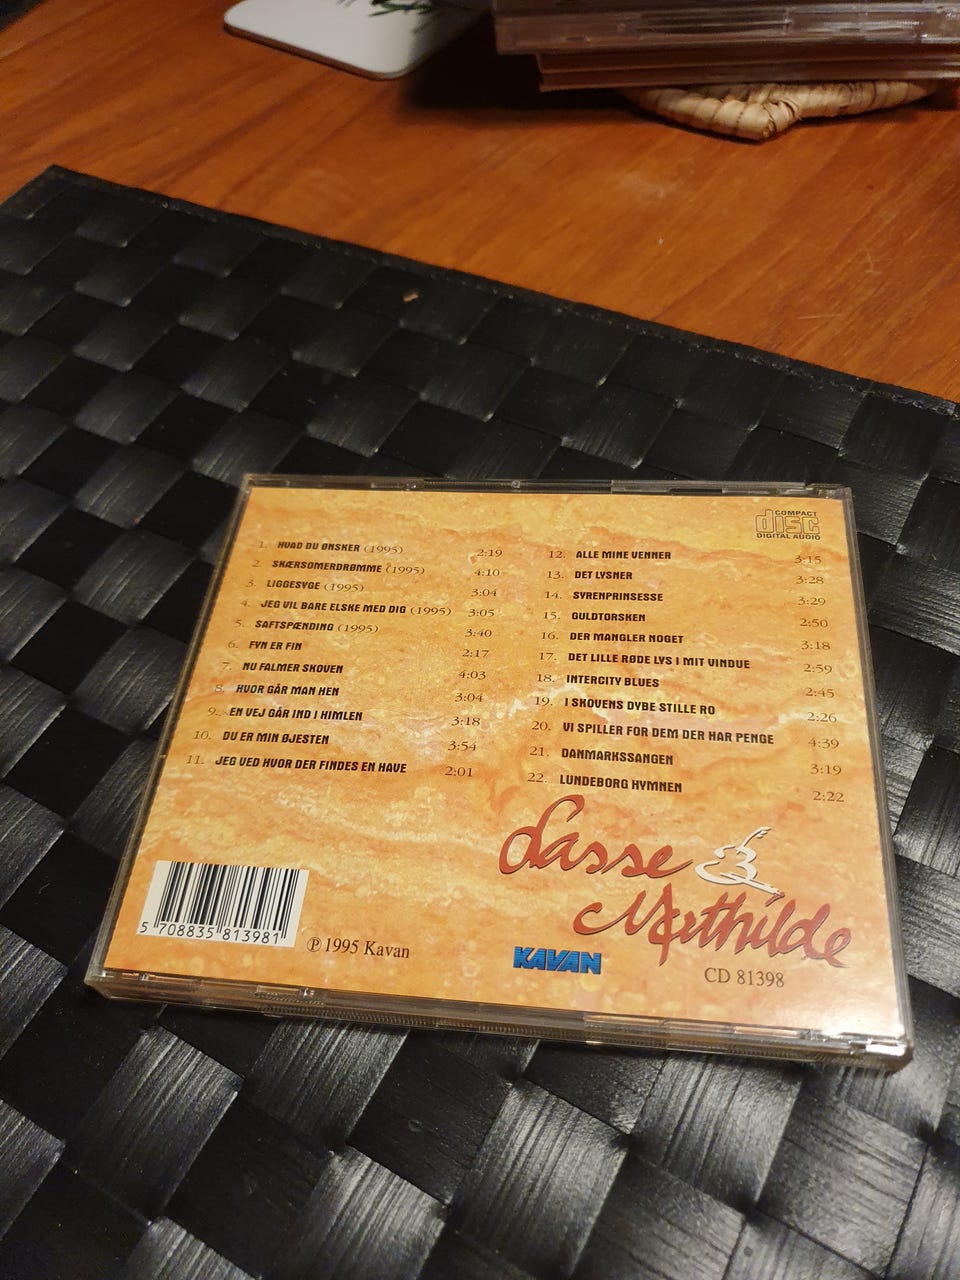 COMPACT
disc
DIGITAL AUDIO
1. HVAD DU ØNSKER (1995) 2:19
2. SKÆRSOMERDRØMME (1995) 4:10
3. LIGGESYGE (1995) 3:04
4. JEG VIL BARE ELSKE MED DIG (1995) 3:05
5. SAFTSPÆNDING (1995) 3:40
6. FYN ER FIN 2:17
7. NU FALMER SKOVEN 4:03
8. HVOR GÅR MAN HEN 3:04
9. EN VEJ GÅR IND I HIMLEN 3:18
10. DU ER MIN ØJESTEN 3:54
11. JEG VED HVOR DER FINDES EN HAVE 2:01
12. ALLE MINE VENNER 3:15
13. DET LYSNER 3:28
14. SYRENPRINSESSE 3:29
15. GULDTORSKEN 2:50
16. DER MANGLER NOGET 3:18
17. DET LILLE RØDE LYS I MIT VINDUE 2:59
18. INTERCITY BLUES 2:45
19. I SKOVENS DYBE STILLE RO 2:26
20. VI SPILLER FOR DEM DER HAR PENGE 4:39
21. DANMARKSSANGEN 3:19
22. LUNDEBORG HYMNEN 2:22
Lasse &
Mathilde
5 708835 813981
℗ 1995 Kavan
KAVAN
CD 81398